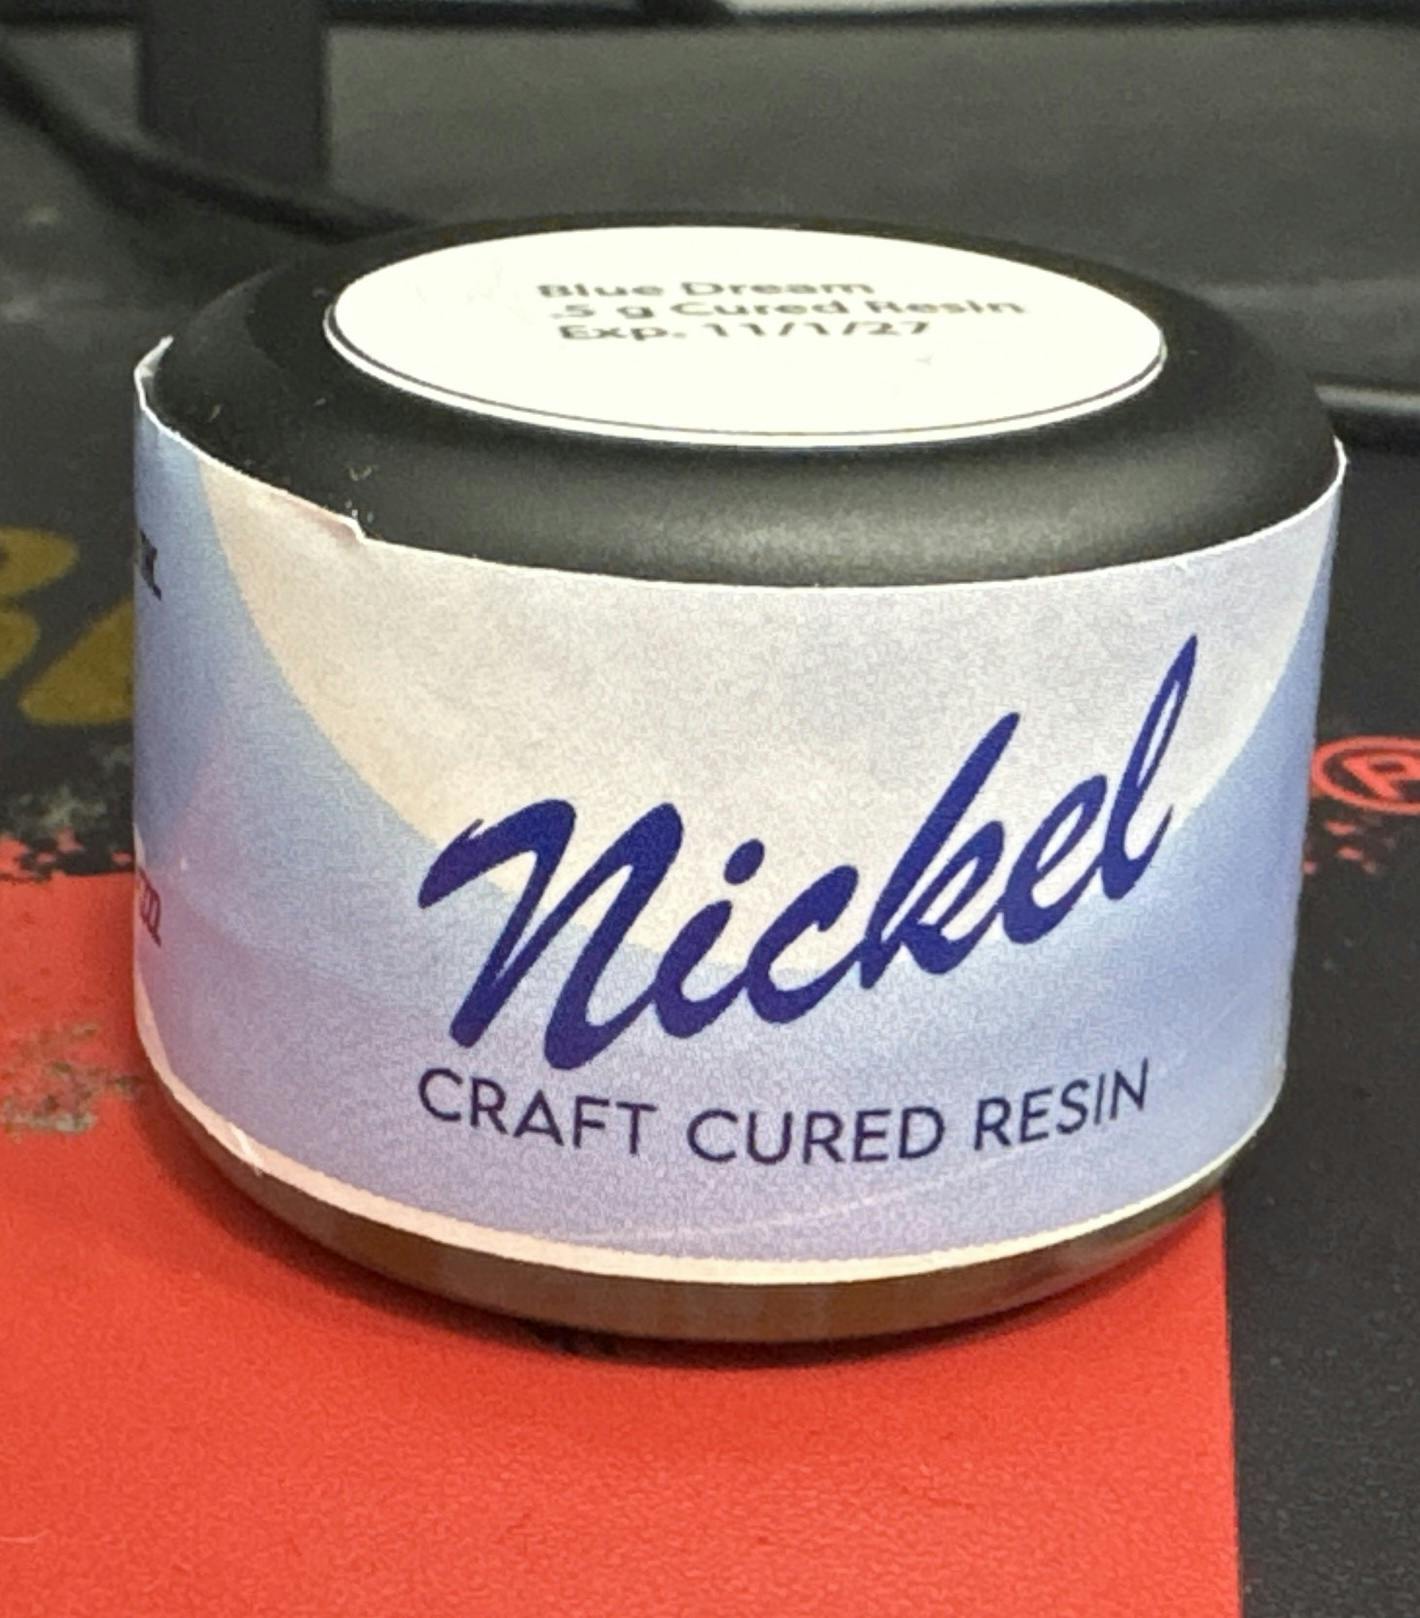 Blue Dream
.5 g Cured Resin
Exp. 11/1/27
Nickel
CRAFT CURED RESIN
®